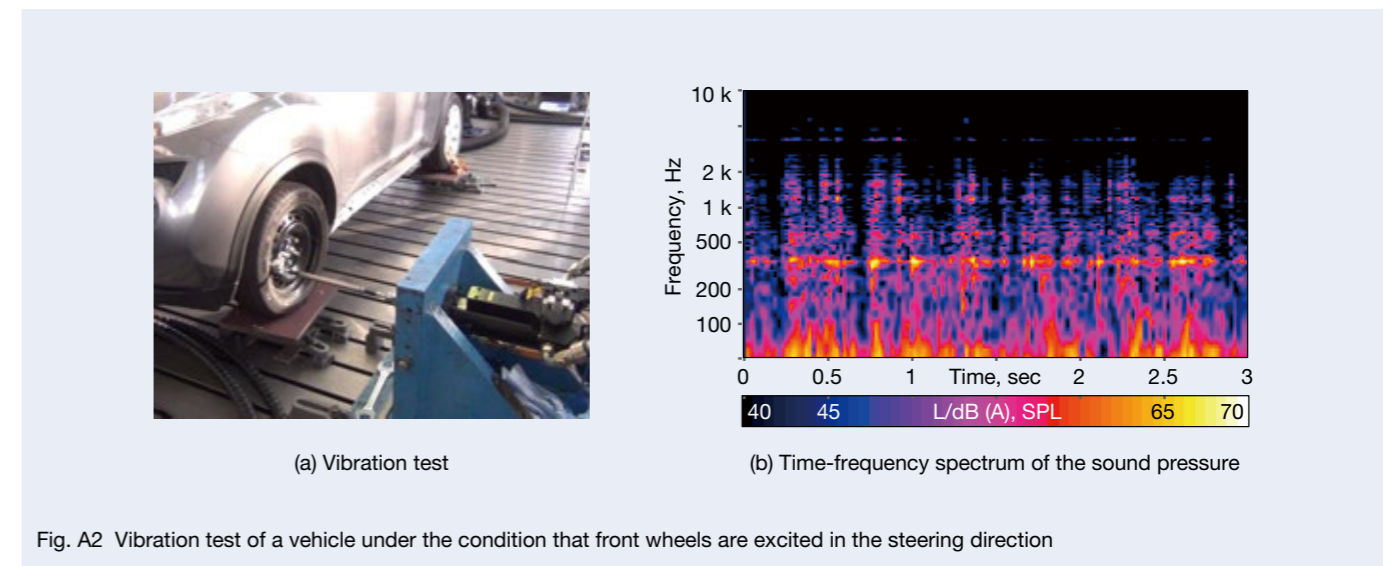 10 k
2 k
1 k
500
200
100
Frequency, Hz
0 0.5 1 Time, sec 2 2.5 3
40 45 L/dB (A), SPL 65 70
(a) Vibration test
(b) Time-frequency spectrum of the sound pressure
Fig. A2 Vibration test of a vehicle under the condition that front wheels are excited in the steering direction